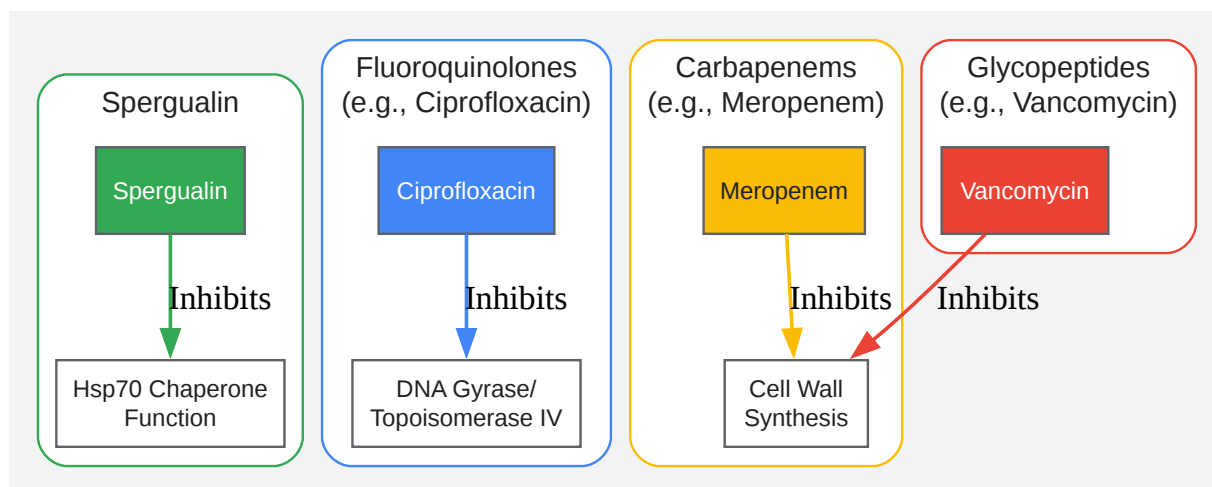 Spergualin
Spergualin
Inhibits
Hsp70 Chaperone
Function
Fluoroquinolones
(e.g., Ciprofloxacin)
Ciprofloxacin
Inhibits
DNA Gyrase/
Topoisomerase IV
Carbapenems
(e.g., Meropenem)
Meropenem
Inhibits
Cell Wall
Synthesis
Glycopeptides
(e.g., Vancomycin)
Vancomycin
Inhibits